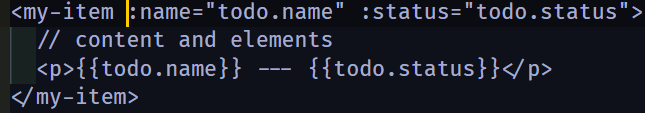 <my-item :name="todo.name" :status="todo.status">
// content and elements
<p>{{todo.name}} --- {{todo.status}}</p>
</my-item>